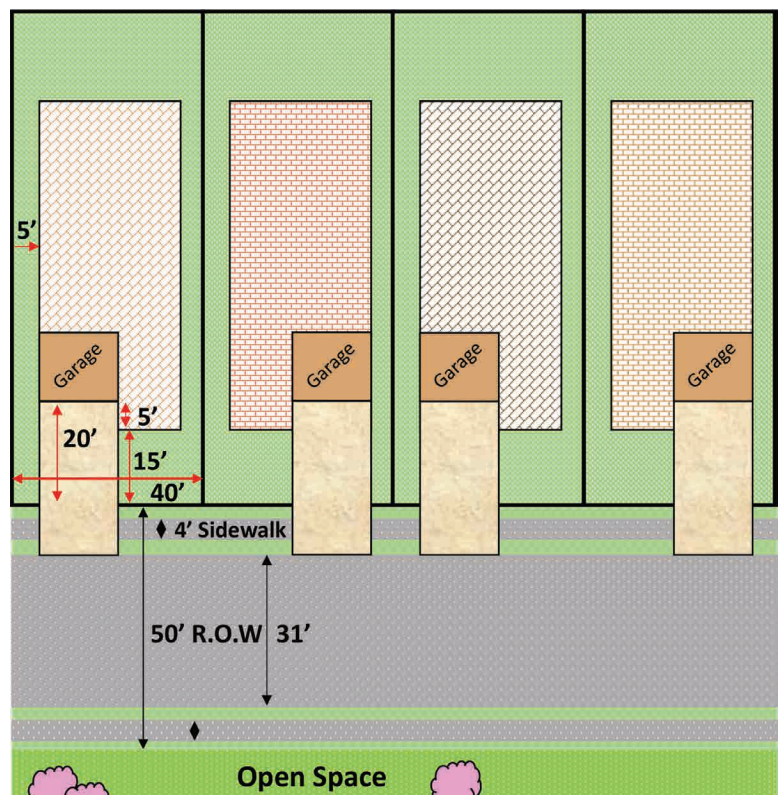 5’
Garage
Garage
Garage
Garage
5’
20’
15’
40’
4’ Sidewalk
50’ R.O.W 31’
Open Space